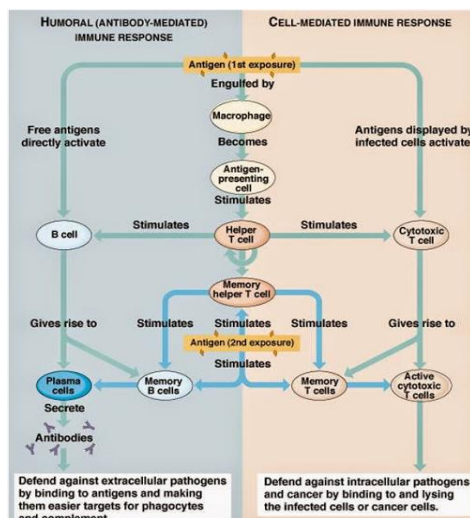 HUMORAL (ANTIBODY-MEDIATED)
IMMUNE RESPONSE
CELL-MEDIATED IMMUNE RESPONSE
Antigen (1st exposure)
Engulfed by
Macrophage
Free antigens
directly activate
Antigens displayed by
infected cells activate
Becomes
Antigen-
presenting cell
Stimulates
B cell
Stimulates
Helper
T cell
Stimulates
Cytotoxic
T cell
Memory
helper T cell
Gives rise to
Stimulates
Stimulates
Stimulates
Gives rise to
Antigen (2nd exposure)
Stimulates
Plasma
cells
Memory
B cells
Memory
T cells
Active
cytotoxic
T cells
Secrete
Antibodies
Defend against extracellular pathogens
by binding to antigens and making
them easier targets for phagocytes
and complement.
Defend against intracellular pathogens
and cancer by binding to and lysing
the infected cells or cancer cells.